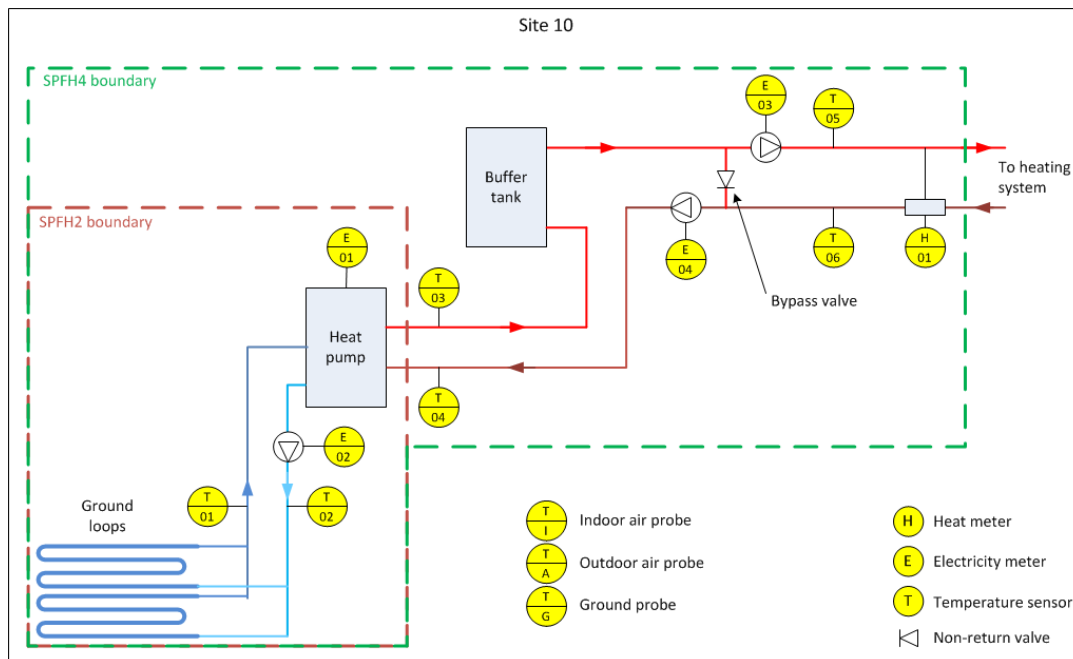 Site 10
SPFH4 boundary
E
03
T
05
Buffer
tank
To heating
system
SPFH2 boundary
E
01
E
04
T
06
H
01
T
03
Bypass valve
Heat
pump
T
04
E
02
Ground
loops
T
01
T
02
T
I
Indoor air probe
T
A
Outdoor air probe
T
G
Ground probe
H
Heat meter
E
Electricity meter
T
Temperature sensor
Non-return valve